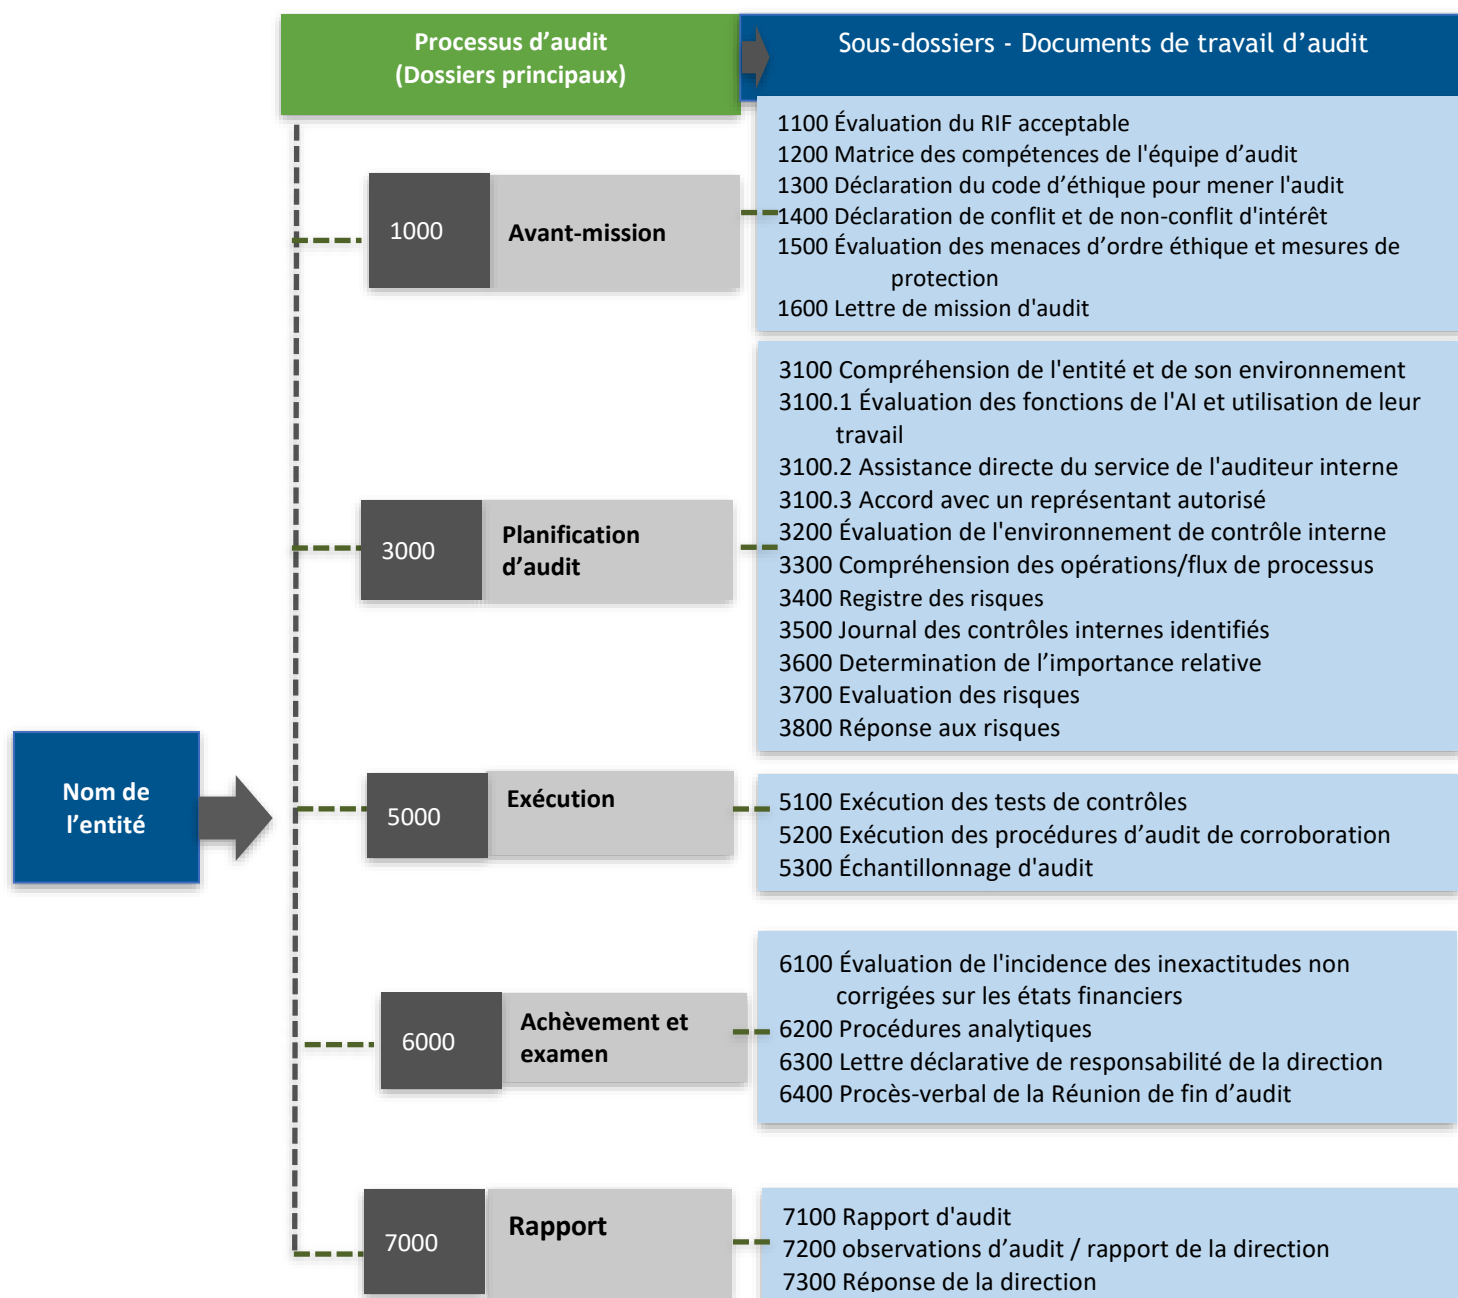 Processus d’audit
(Dossiers principaux)
Sous-dossiers - Documents de travail d’audit
Nom de
l’entité
1000
Avant-mission
1100 Évaluation du RIF acceptable
1200 Matrice des compétences de l'équipe d’audit
1300 Déclaration du code d’éthique pour mener l'audit
1400 Déclaration de conflit et de non-conflit d'intérêt
1500 Évaluation des menaces d’ordre éthique et mesures de
protection
1600 Lettre de mission d'audit
3000
Planification
d’audit
3100 Compréhension de l'entité et de son environnement
3100.1 Évaluation des fonctions de l'AI et utilisation de leur
travail
3100.2 Assistance directe du service de l'auditeur interne
3100.3 Accord avec un représentant autorisé
3200 Évaluation de l'environnement de contrôle interne
3300 Compréhension des opérations/flux de processus
3400 Registre des risques
3500 Journal des contrôles internes identifiés
3600 Determination de l’importance relative
3700 Evaluation des risques
3800 Réponse aux risques
5000
Exécution
5100 Exécution des tests de contrôles
5200 Exécution des procédures d’audit de corroboration
5300 Échantillonnage d'audit
6000
Achèvement et
examen
6100 Évaluation de l'incidence des inexactitudes non
corrigées sur les états financiers
6200 Procédures analytiques
6300 Lettre déclarative de responsabilité de la direction
6400 Procès-verbal de la Réunion de fin d’audit
7000
Rapport
7100 Rapport d'audit
7200 observations d’audit / rapport de la direction
7300 Réponse de la direction